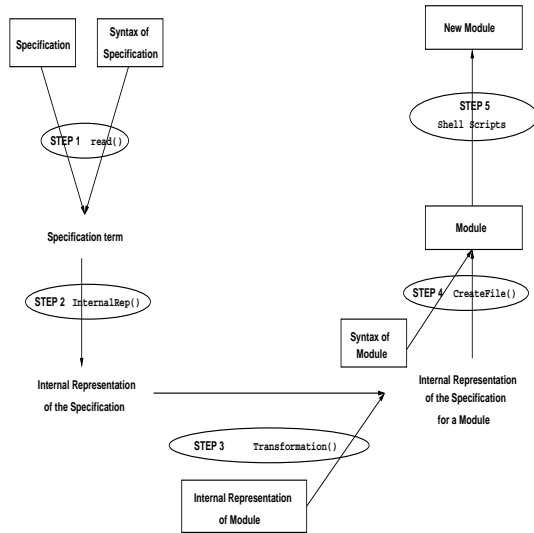 Specification
Syntax of
Specification
STEP 1 read()
Specification term
STEP 2 InternalRep()
Internal Representation
of the Specification
STEP 3 Transformation()
Internal Representation
of Module
New Module
STEP 5
Shell Scripts
Module
STEP 4 CreateFile()
Syntax of
Module
Internal Representation
of the Specification
for a Module